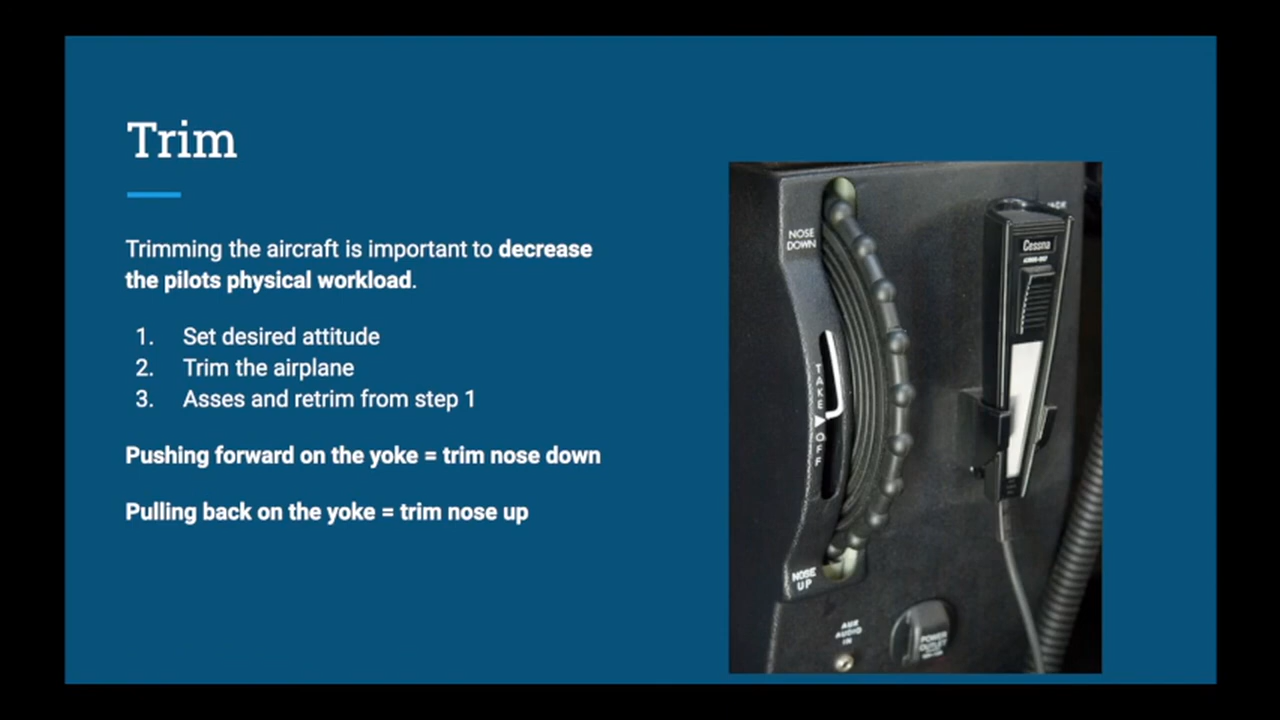 Trim
Trimming the aircraft is important to decrease
the pilots physical workload.
1. Set desired attitude
2. Trim the airplane
3. Asses and retrim from step 1
Pushing forward on the yoke = trim nose down
Pulling back on the yoke = trim nose up
NOSE
DOWN
TAKE OFF
NOSE
UP
Cessna
AUX
AUDIO
IN
POWER
OUTLET